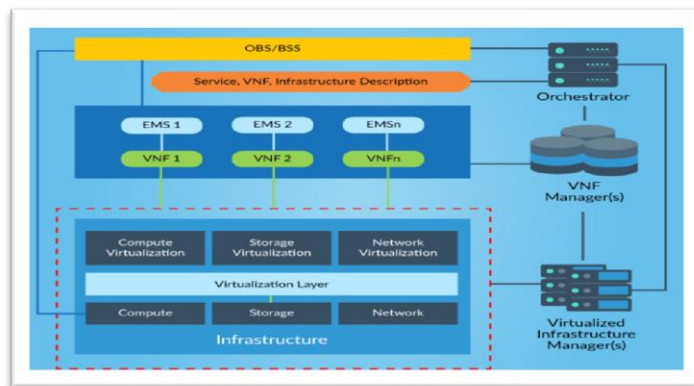 OBS/BSS
Service, VNF, Infrastructure Description
Orchestrator
EMS 1
EMS 2
EMSn
VNF 1
VNF 2
VNFn
VNF
Manager(s)
Compute
Virtualization
Storage
Virtualization
Network
Virtualization
Virtualization Layer
Compute
Storage
Network
Infrastructure
Virtualized
Infrastructure
Manager(s)